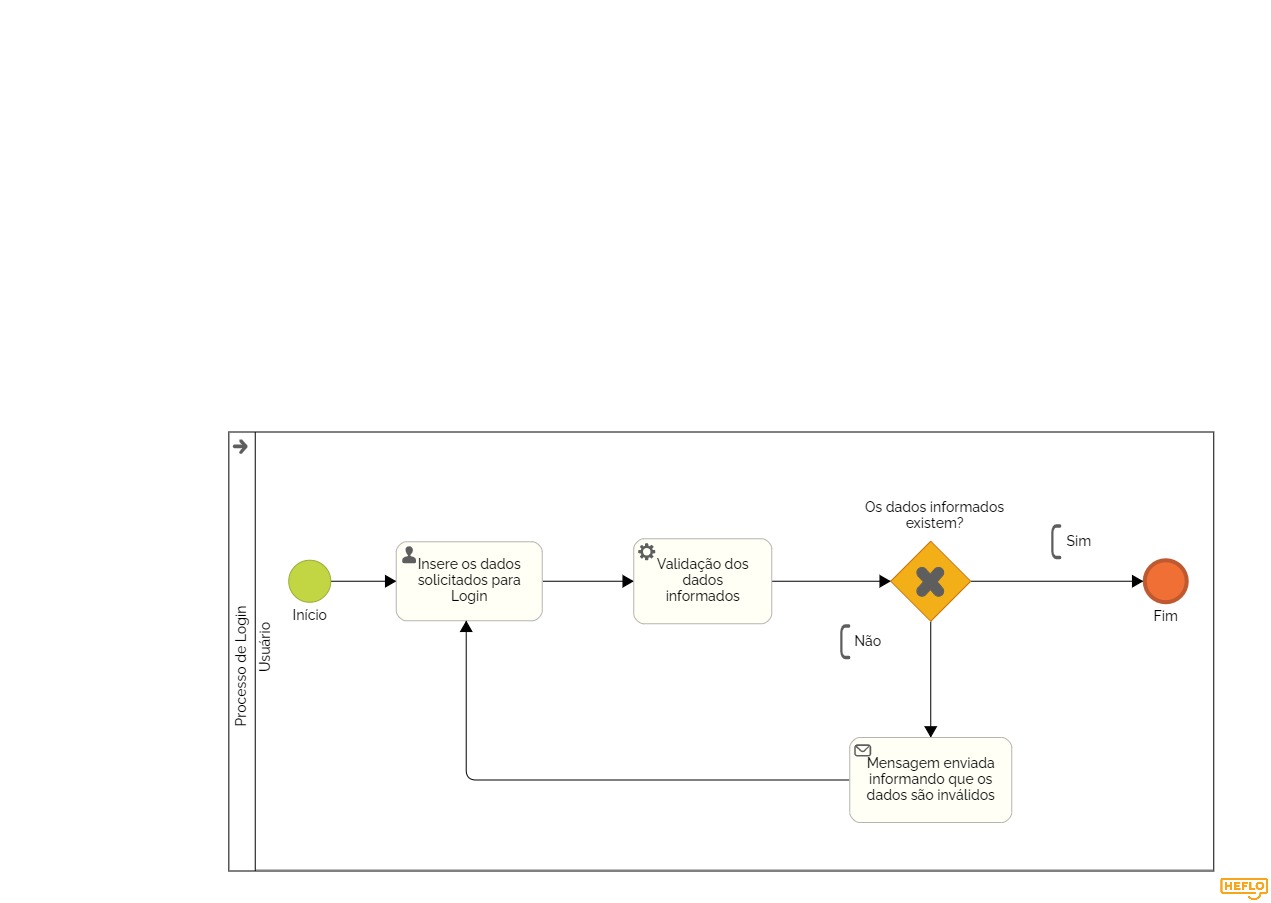 Processo de Login
Usuário
Início
Insere os dados
solicitados para
Login
Validação dos
dados
informados
Os dados informados
existem?
Sim
Fim
Não
Mensagem enviada
informando que os
dados são inválidos
HEFLO